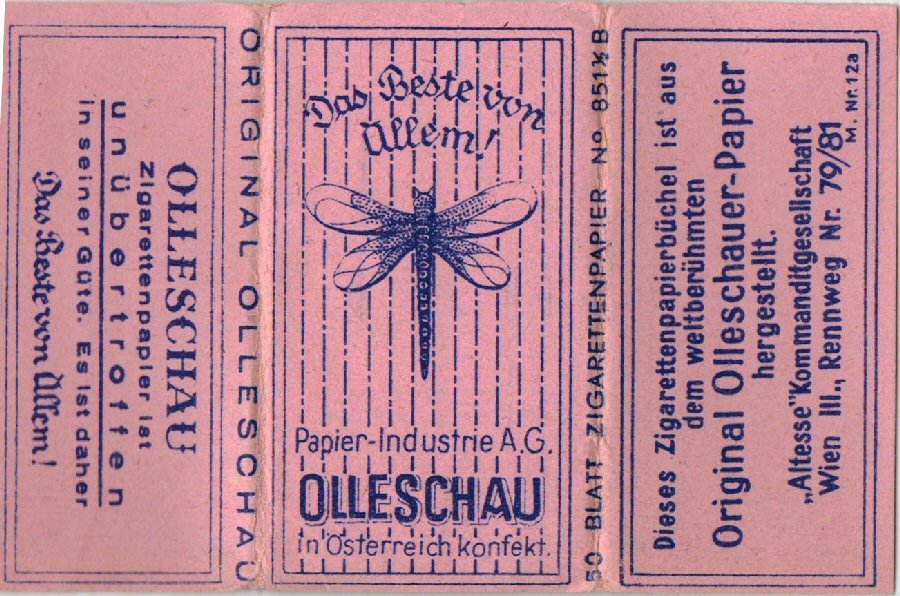 OLLESCHAU
Zigarettenpapier ist
unübertroffen
in seiner Güte. Es ist daher
Das Beste von Allem!
ORIGINAL OLLESCHAU
Das Beste von
Allem!
Papier-Industrie A.G.
OLLESCHAU
in Österreich konfekt.
50 BLATT ZIGARETTENPAPIER No 851½ B
Dieses Zigarettenpapierbüchel ist aus
dem weltberühmten
Original Olleschauer-Papier
hergestellt.
„Altesse" Kommanditgesellschaft
Wien III., Rennweg Nr. 79/81
M. Nr. 12a